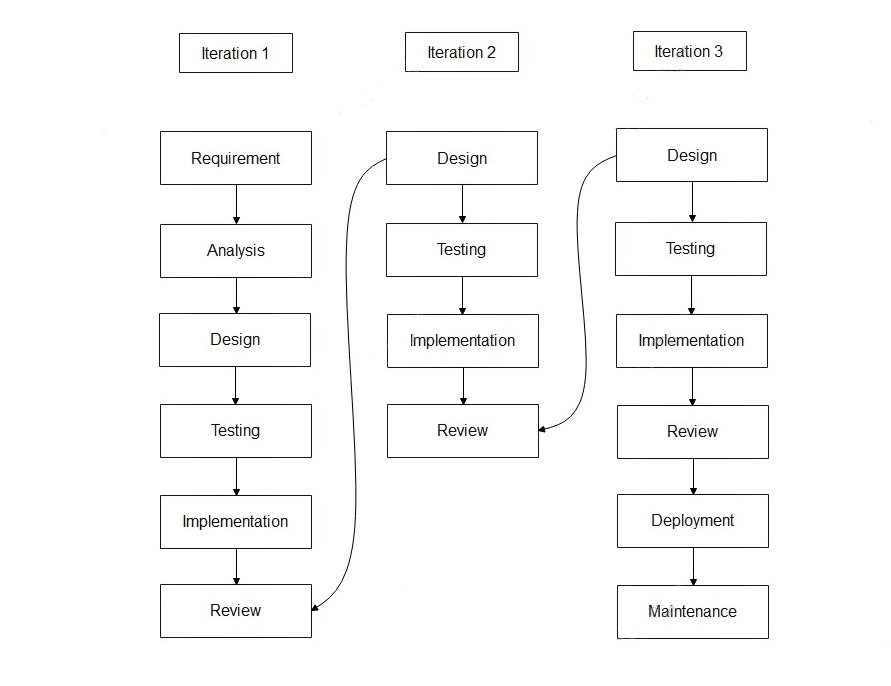 Iteration 1
Iteration 2
Iteration 3
Requirement
Analysis
Design
Testing
Implementation
Review
Design
Testing
Implementation
Review
Design
Testing
Implementation
Review
Deployment
Maintenance